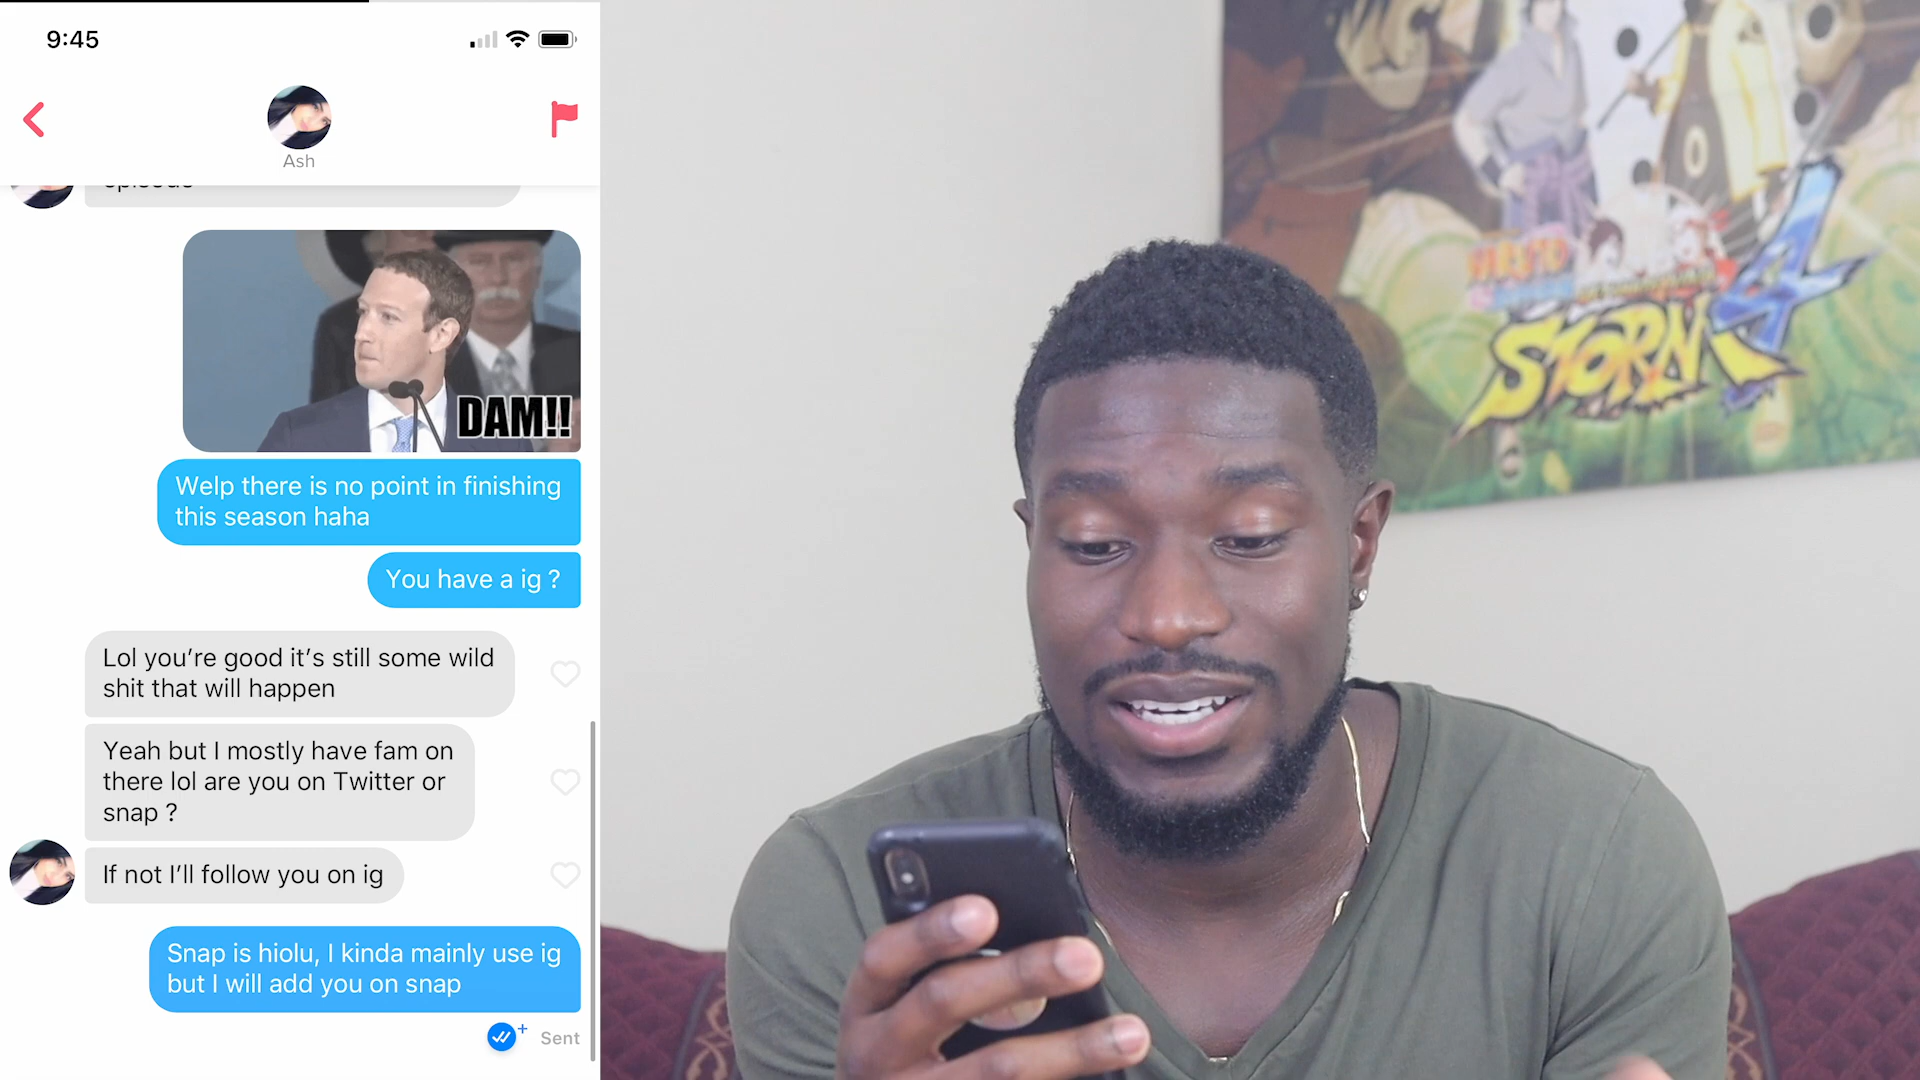 9:45
Ash
episode
DAM!!
Welp there is no point in finishing
this season haha
You have a ig ?
Lol you're good it's still some wild
shit that will happen
Yeah but I mostly have fam on
there lol are you on Twitter or
snap ?
If not I'll follow you on ig
Snap is hiolu, I kinda mainly use ig
but I will add you on snap
Sent
NARUTO
STORM 4